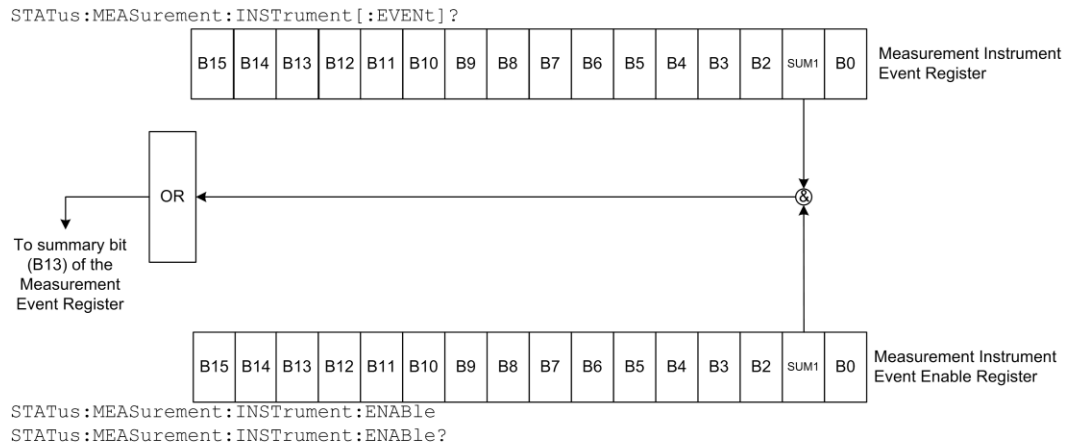 STATus:MEASurement:INSTrument[:EVENt]?
B15 B14 B13 B12 B11 B10 B9 B8 B7 B6 B5 B4 B3 B2 SUM1 B0
Measurement Instrument
Event Register
OR
&
To summary bit
(B13) of the
Measurement
Event Register
B15 B14 B13 B12 B11 B10 B9 B8 B7 B6 B5 B4 B3 B2 SUM1 B0
Measurement Instrument
Event Enable Register
STATus:MEASurement:INSTrument:ENABle
STATus:MEASurement:INSTrument:ENABle?